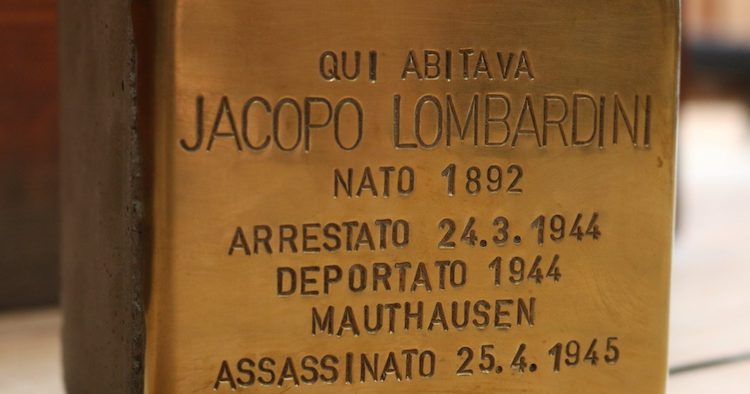 QUI ABITAVA
JACOPO LOMBARDINI
NATO 1892
ARRESTATO 24.3.1944
DEPORTATO 1944
MAUTHAUSEN
ASSASSINATO 25.4.1945